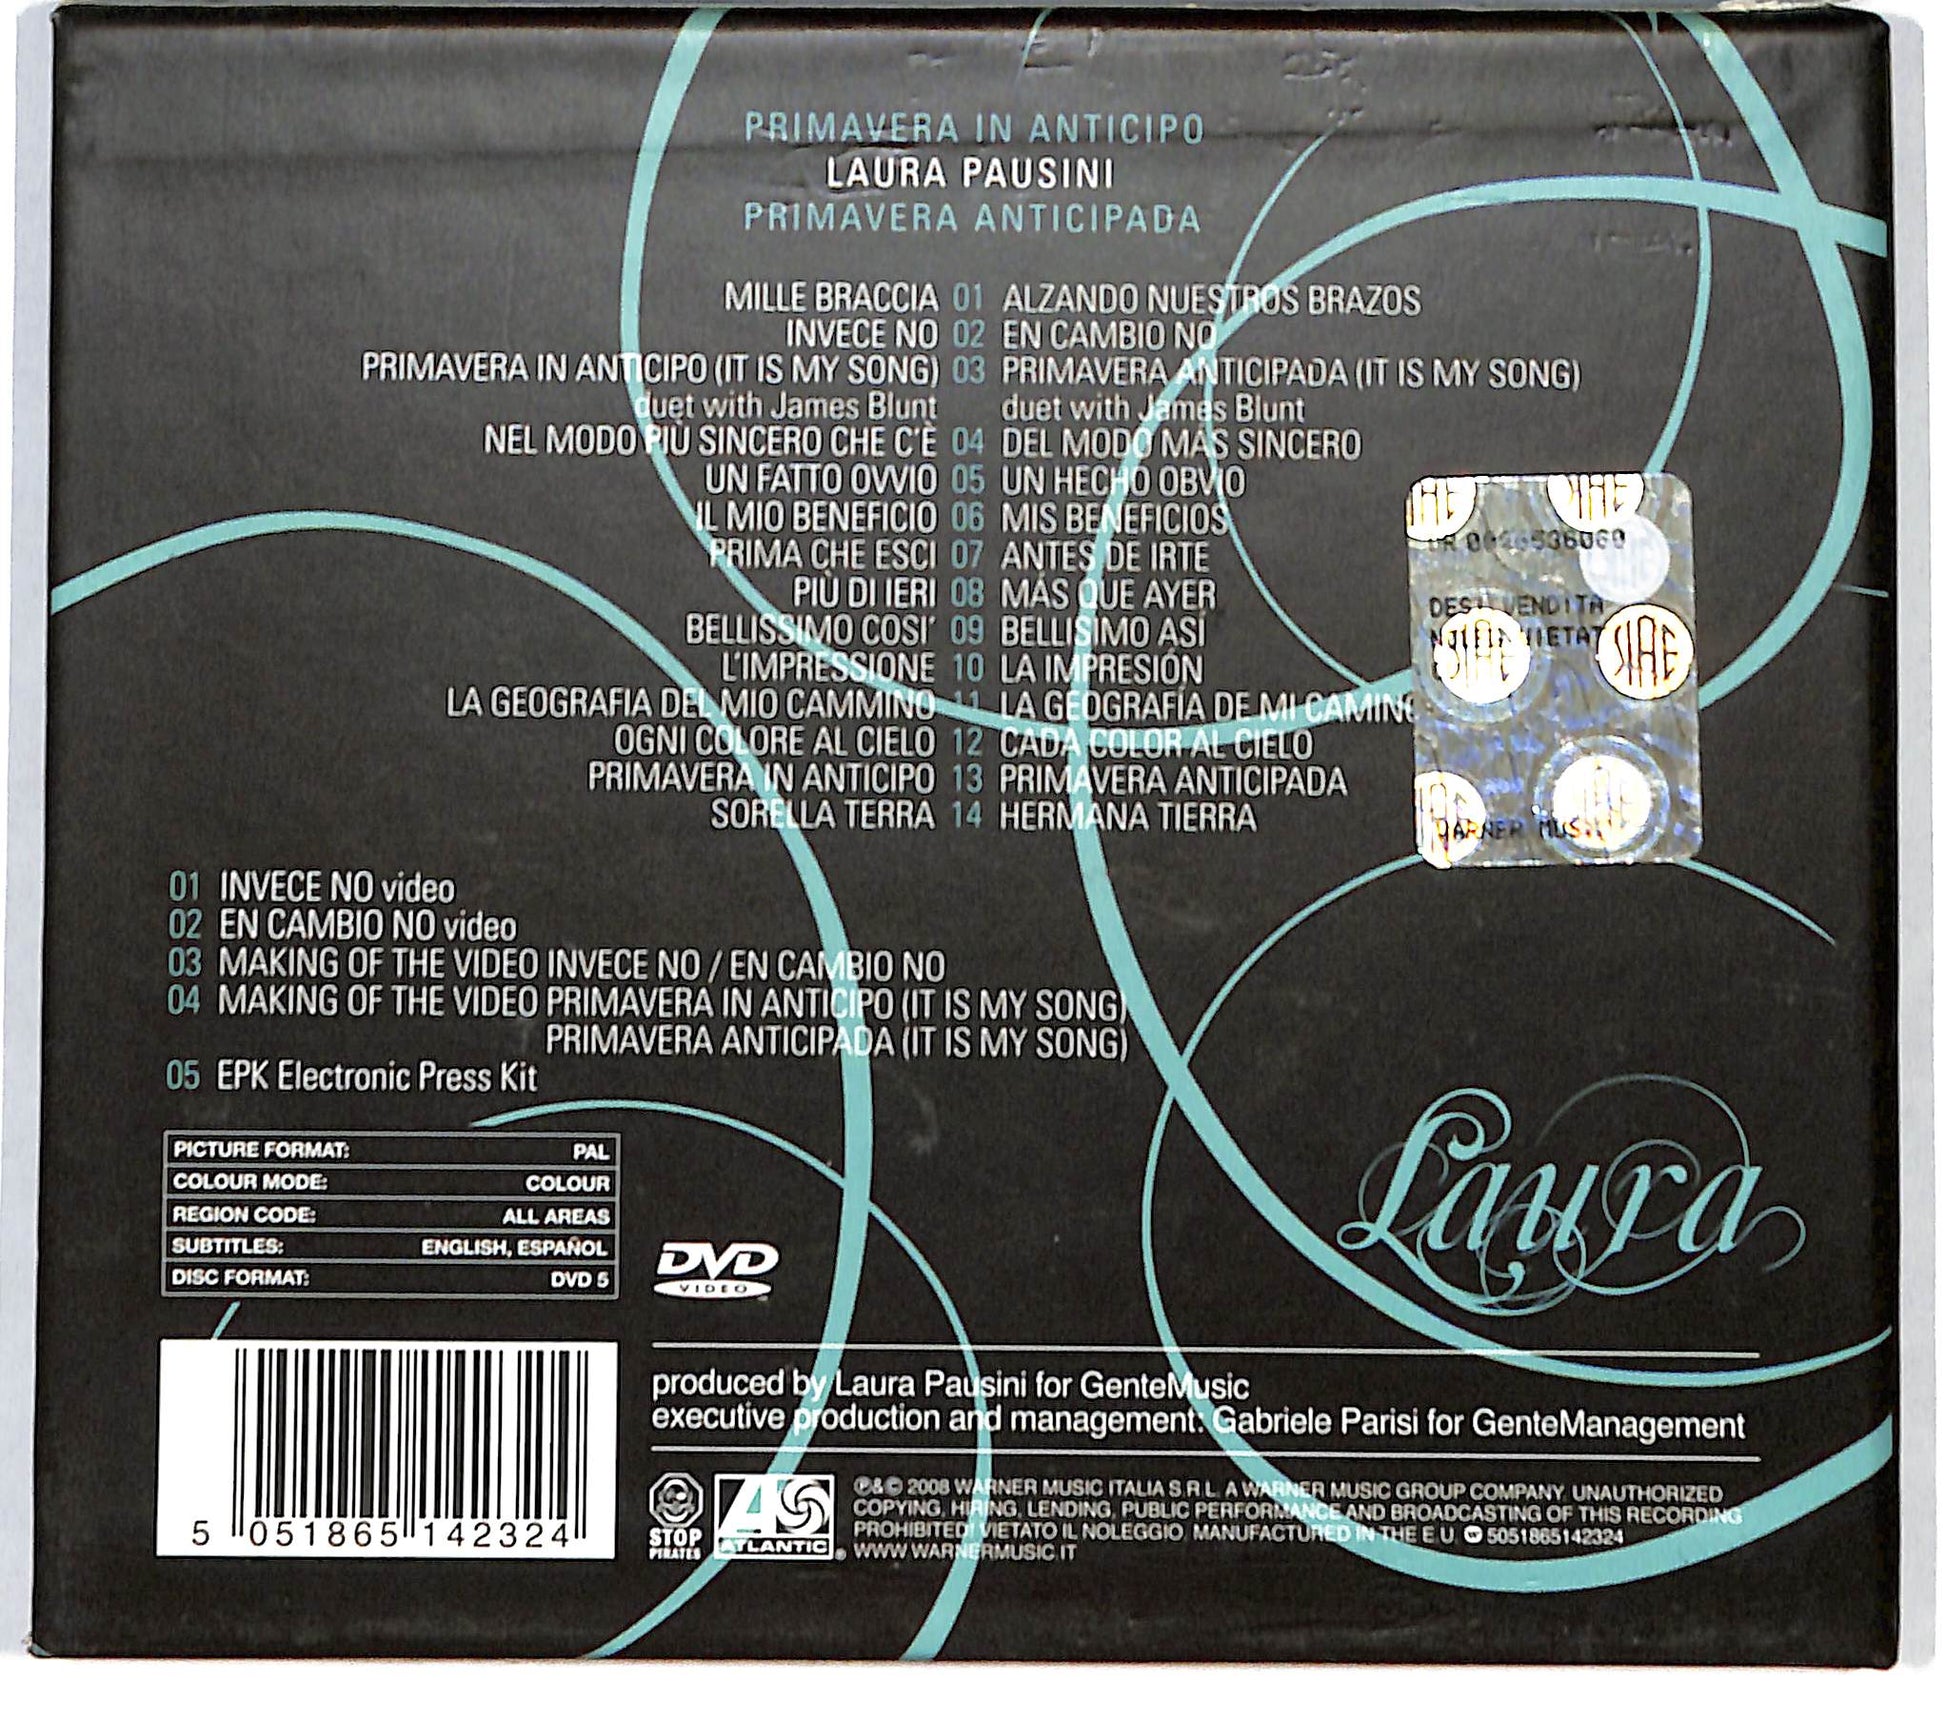 PRIMAVERA IN ANTICIPO
LAURA PAUSINI
PRIMAVERA ANTICIPADA
MILLE BRACCIA 01 ALZANDO NUESTROS BRAZOS
INVECE NO 02 EN CAMBIO NO
PRIMAVERA IN ANTICIPO (IT IS MY SONG) 03 PRIMAVERA ANTICIPADA (IT IS MY SONG)
duet with James Blunt duet with James Blunt
NEL MODO PIÙ SINCERO CHE C'È 04 DEL MODO MÁS SINCERO
UN FATTO OVVIO 05 UN HECHO OBVIO
IL MIO BENEFICIO 06 MIS BENEFICIOS
PRIMA CHE ESCI 07 ANTES DE IRTE
PIÙ DI IERI 08 MÁS QUE AYER
BELLISSIMO COSI' 09 BELLISIMO ASÍ
L'IMPRESSIONE 10 LA IMPRESIÓN
LA GEOGRAFIA DEL MIO CAMMINO 11 LA GEOGRAFÍA DE MI CAMINO
OGNI COLORE AL CIELO 12 CADA COLOR AL CIELO
PRIMAVERA IN ANTICIPO 13 PRIMAVERA ANTICIPADA
SORELLA TERRA 14 HERMANA TIERRA
SIAE SIAE
VENDITA
SIAE SIAE
WARNER MUSIC
01 INVECE NO video
02 EN CAMBIO NO video
03 MAKING OF THE VIDEO INVECE NO / EN CAMBIO NO
04 MAKING OF THE VIDEO PRIMAVERA IN ANTICIPO (IT IS MY SONG)
PRIMAVERA ANTICIPADA (IT IS MY SONG)
05 EPK Electronic Press Kit
Laura
PICTURE FORMAT: PAL
COLOUR MODE: COLOUR
REGION CODE: ALL AREAS
SUBTITLES: ENGLISH, ESPAÑOL
DISC FORMAT: DVD 5
DVD
VIDEO
produced by Laura Pausini for GenteMusic
executive production and management: Gabriele Parisi for GenteManagement
5 051865 142324
STOP
PIRATES
ATLANTIC
℗&© 2008 WARNER MUSIC ITALIA S.R.L. A WARNER MUSIC GROUP COMPANY. UNAUTHORIZED
COPYING, HIRING, LENDING, PUBLIC PERFORMANCE AND BROADCASTING OF THIS RECORDING
PROHIBITED! VIETATO IL NOLEGGIO. MANUFACTURED IN THE E.U. 5051865142324
WWW.WARNERMUSIC.IT